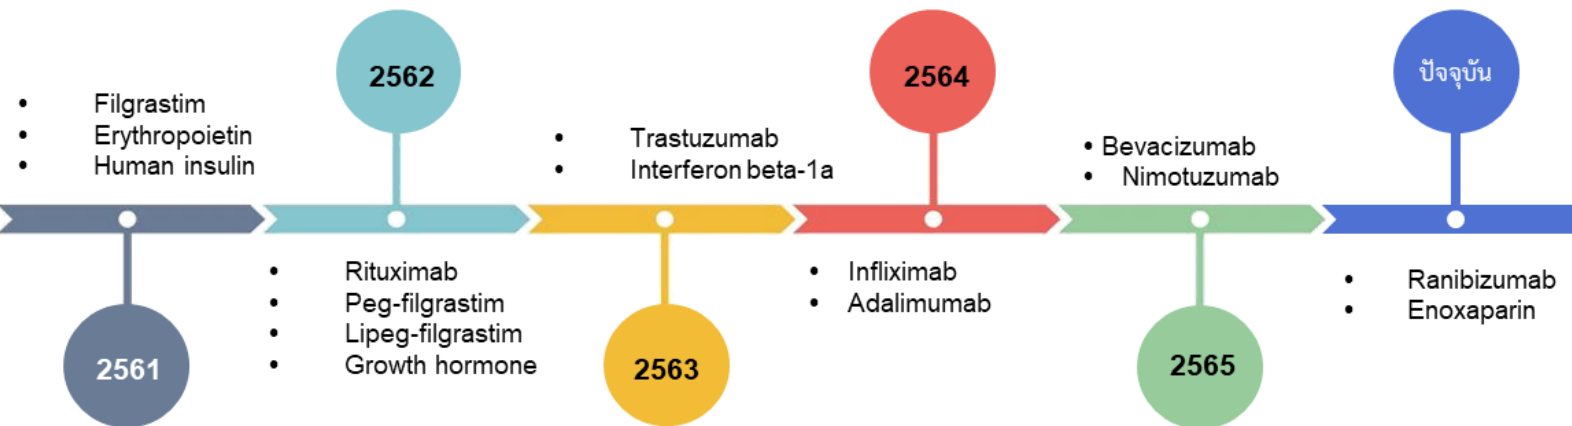 • Filgrastim
• Erythropoietin
• Human insulin
2561
2562
• Rituximab
• Peg-filgrastim
• Lipeg-filgrastim
• Growth hormone
• Trastuzumab
• Interferon beta-1a
2563
2564
• Infliximab
• Adalimumab
• Bevacizumab
• Nimotuzumab
2565
ปัจจุบัน
• Ranibizumab
• Enoxaparin